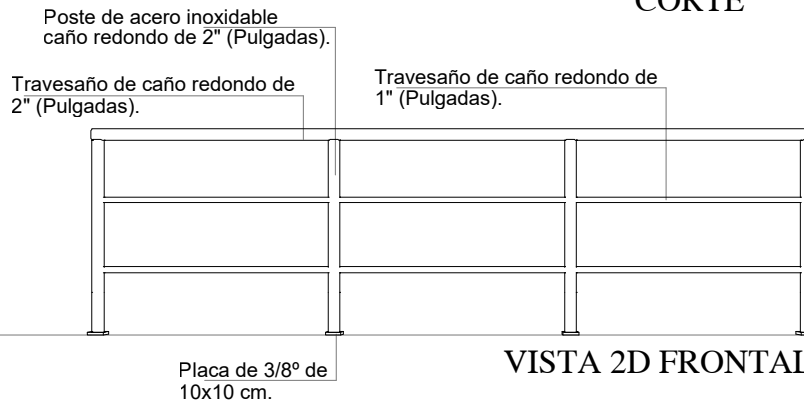 CORTE
Poste de acero inoxidable
caño redondo de 2" (Pulgadas).
Travesaño de caño redondo de
2" (Pulgadas).
Travesaño de caño redondo de
1" (Pulgadas).
VISTA 2D FRONTAL
Placa de 3/8º de
10x10 cm.